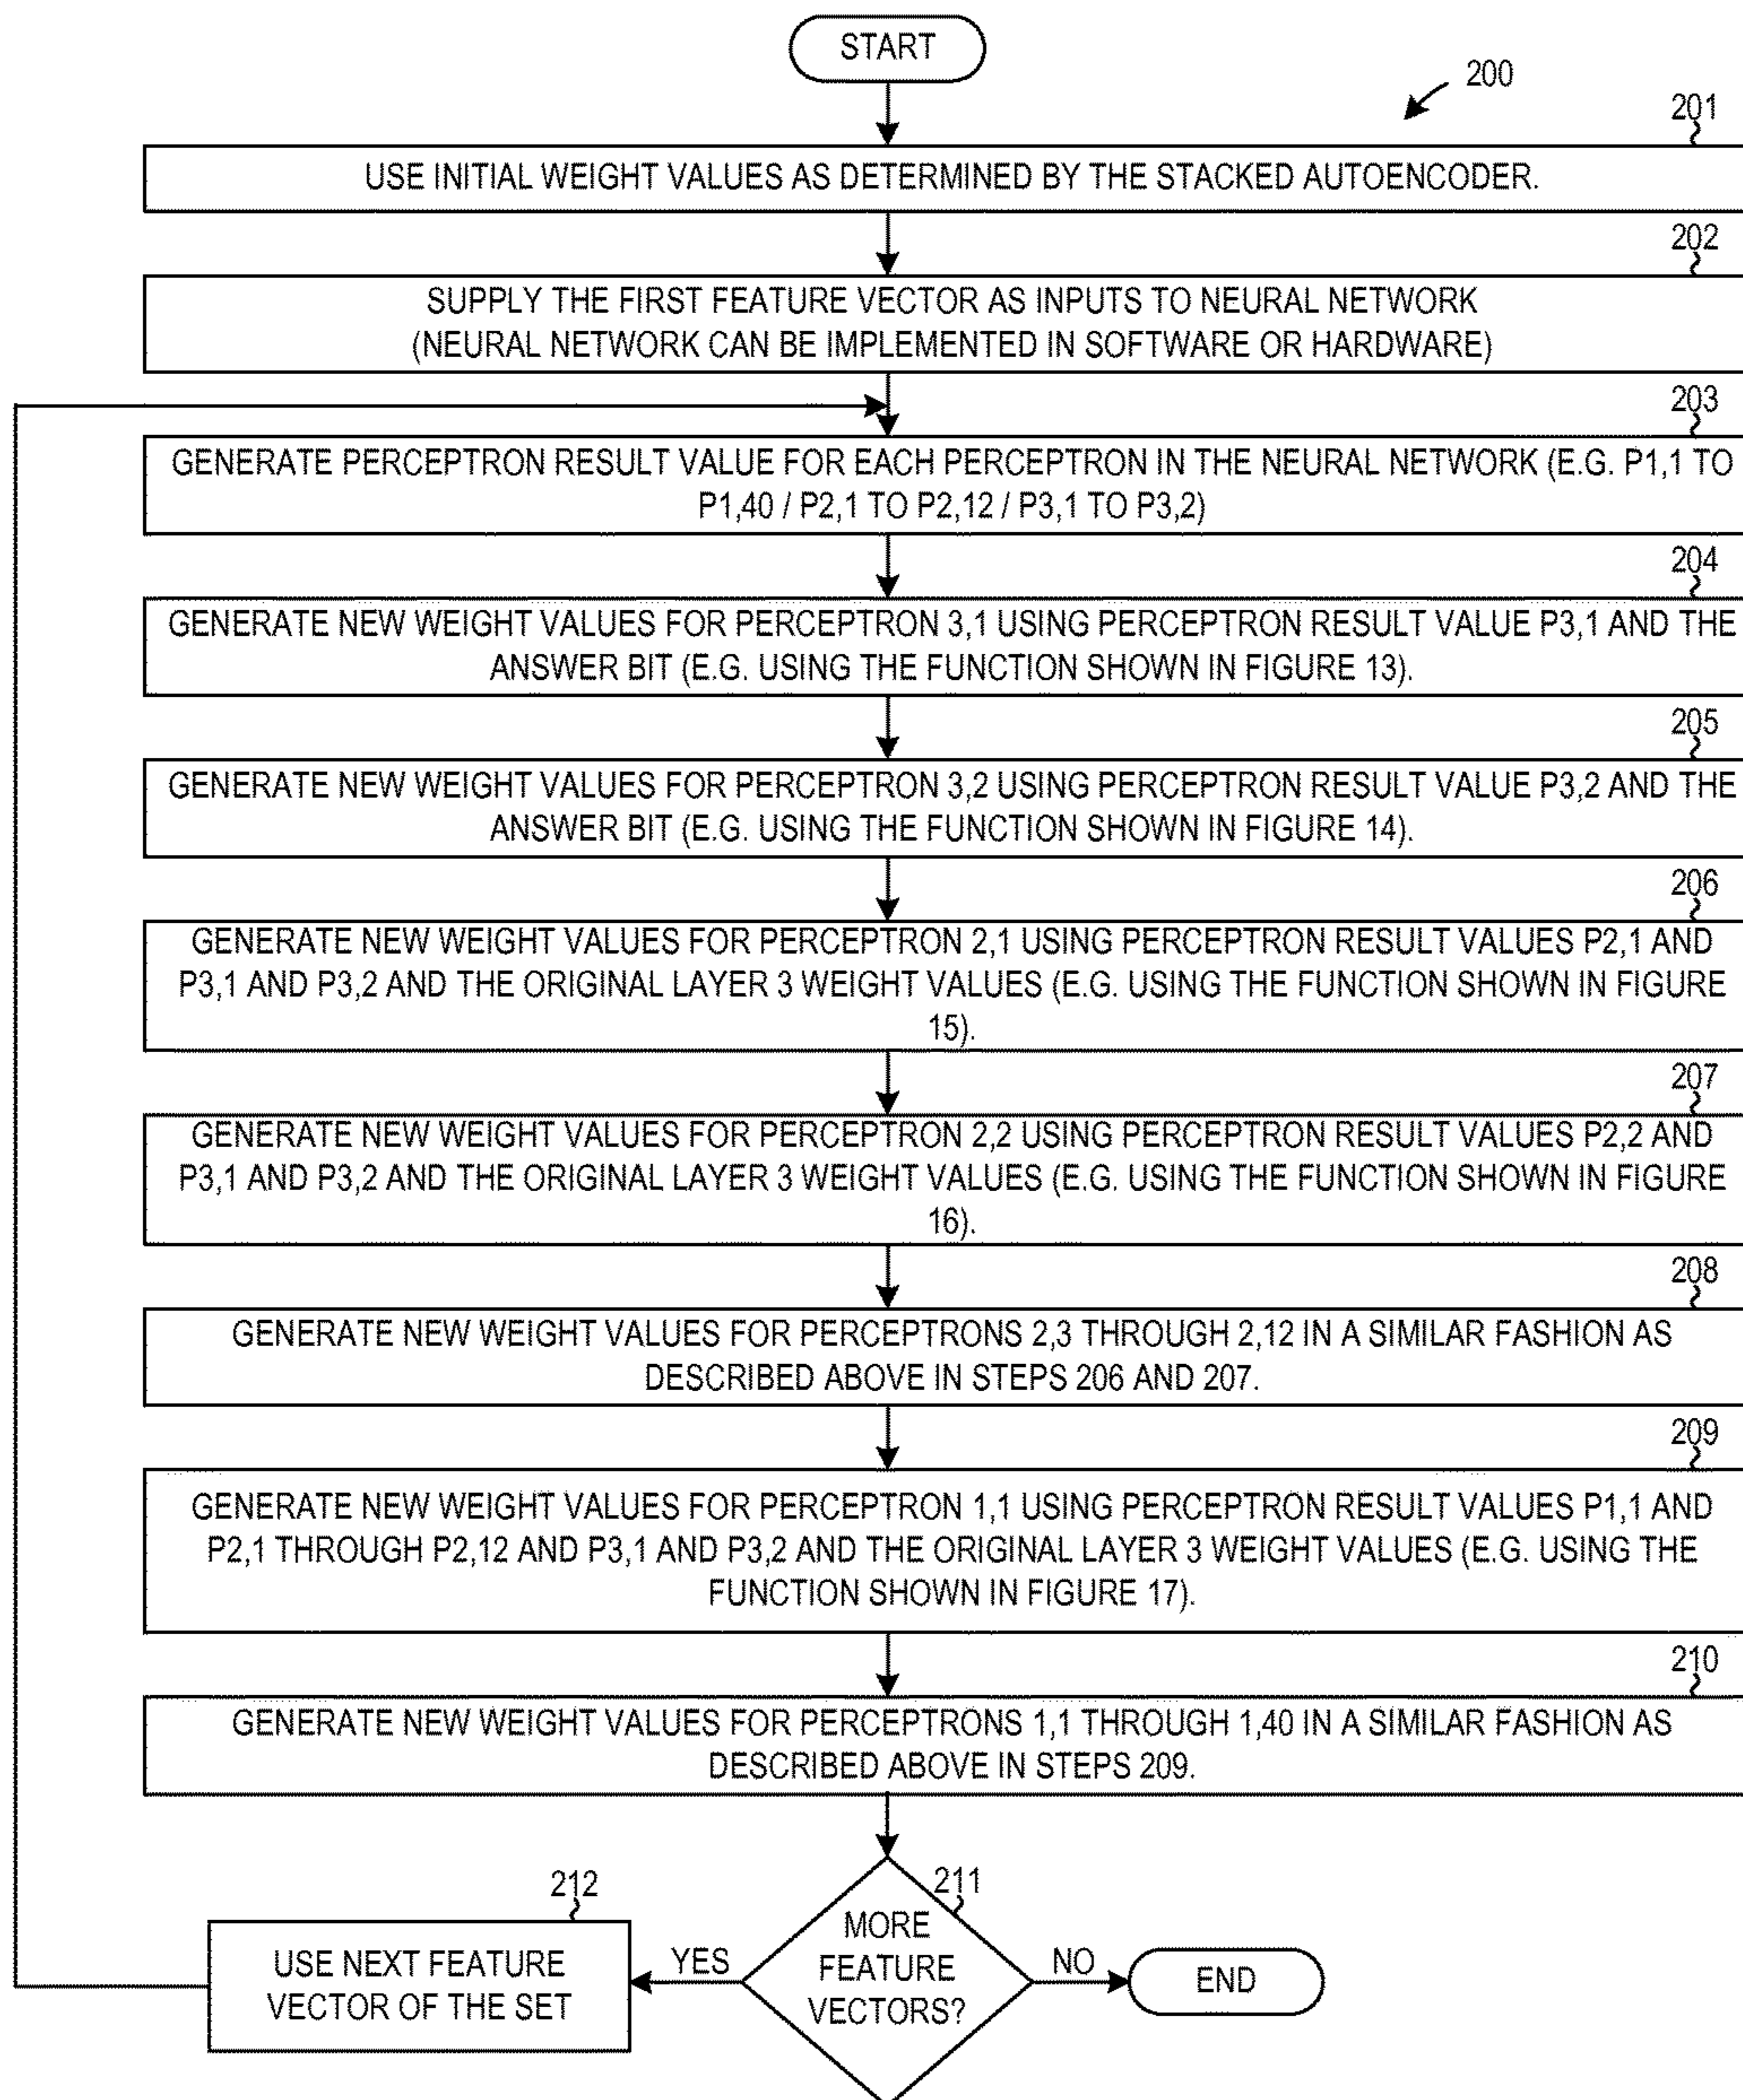 START
200
201
USE INITIAL WEIGHT VALUES AS DETERMINED BY THE STACKED AUTOENCODER.
202
SUPPLY THE FIRST FEATURE VECTOR AS INPUTS TO NEURAL NETWORK
(NEURAL NETWORK CAN BE IMPLEMENTED IN SOFTWARE OR HARDWARE)
203
GENERATE PERCEPTRON RESULT VALUE FOR EACH PERCEPTRON IN THE NEURAL NETWORK (E.G. P1,1 TO
P1,40 / P2,1 TO P2,12 / P3,1 TO P3,2)
204
GENERATE NEW WEIGHT VALUES FOR PERCEPTRON 3,1 USING PERCEPTRON RESULT VALUE P3,1 AND THE
ANSWER BIT (E.G. USING THE FUNCTION SHOWN IN FIGURE 13).
205
GENERATE NEW WEIGHT VALUES FOR PERCEPTRON 3,2 USING PERCEPTRON RESULT VALUE P3,2 AND THE
ANSWER BIT (E.G. USING THE FUNCTION SHOWN IN FIGURE 14).
206
GENERATE NEW WEIGHT VALUES FOR PERCEPTRON 2,1 USING PERCEPTRON RESULT VALUES P2,1 AND
P3,1 AND P3,2 AND THE ORIGINAL LAYER 3 WEIGHT VALUES (E.G. USING THE FUNCTION SHOWN IN FIGURE
15).
207
GENERATE NEW WEIGHT VALUES FOR PERCEPTRON 2,2 USING PERCEPTRON RESULT VALUES P2,2 AND
P3,1 AND P3,2 AND THE ORIGINAL LAYER 3 WEIGHT VALUES (E.G. USING THE FUNCTION SHOWN IN FIGURE
16).
208
GENERATE NEW WEIGHT VALUES FOR PERCEPTRONS 2,3 THROUGH 2,12 IN A SIMILAR FASHION AS
DESCRIBED ABOVE IN STEPS 206 AND 207.
209
GENERATE NEW WEIGHT VALUES FOR PERCEPTRON 1,1 USING PERCEPTRON RESULT VALUES P1,1 AND
P2,1 THROUGH P2,12 AND P3,1 AND P3,2 AND THE ORIGINAL LAYER 3 WEIGHT VALUES (E.G. USING THE
FUNCTION SHOWN IN FIGURE 17).
210
GENERATE NEW WEIGHT VALUES FOR PERCEPTRONS 1,1 THROUGH 1,40 IN A SIMILAR FASHION AS
DESCRIBED ABOVE IN STEPS 209.
212
USE NEXT FEATURE
VECTOR OF THE SET
YES
211
MORE
FEATURE
VECTORS?
NO
END